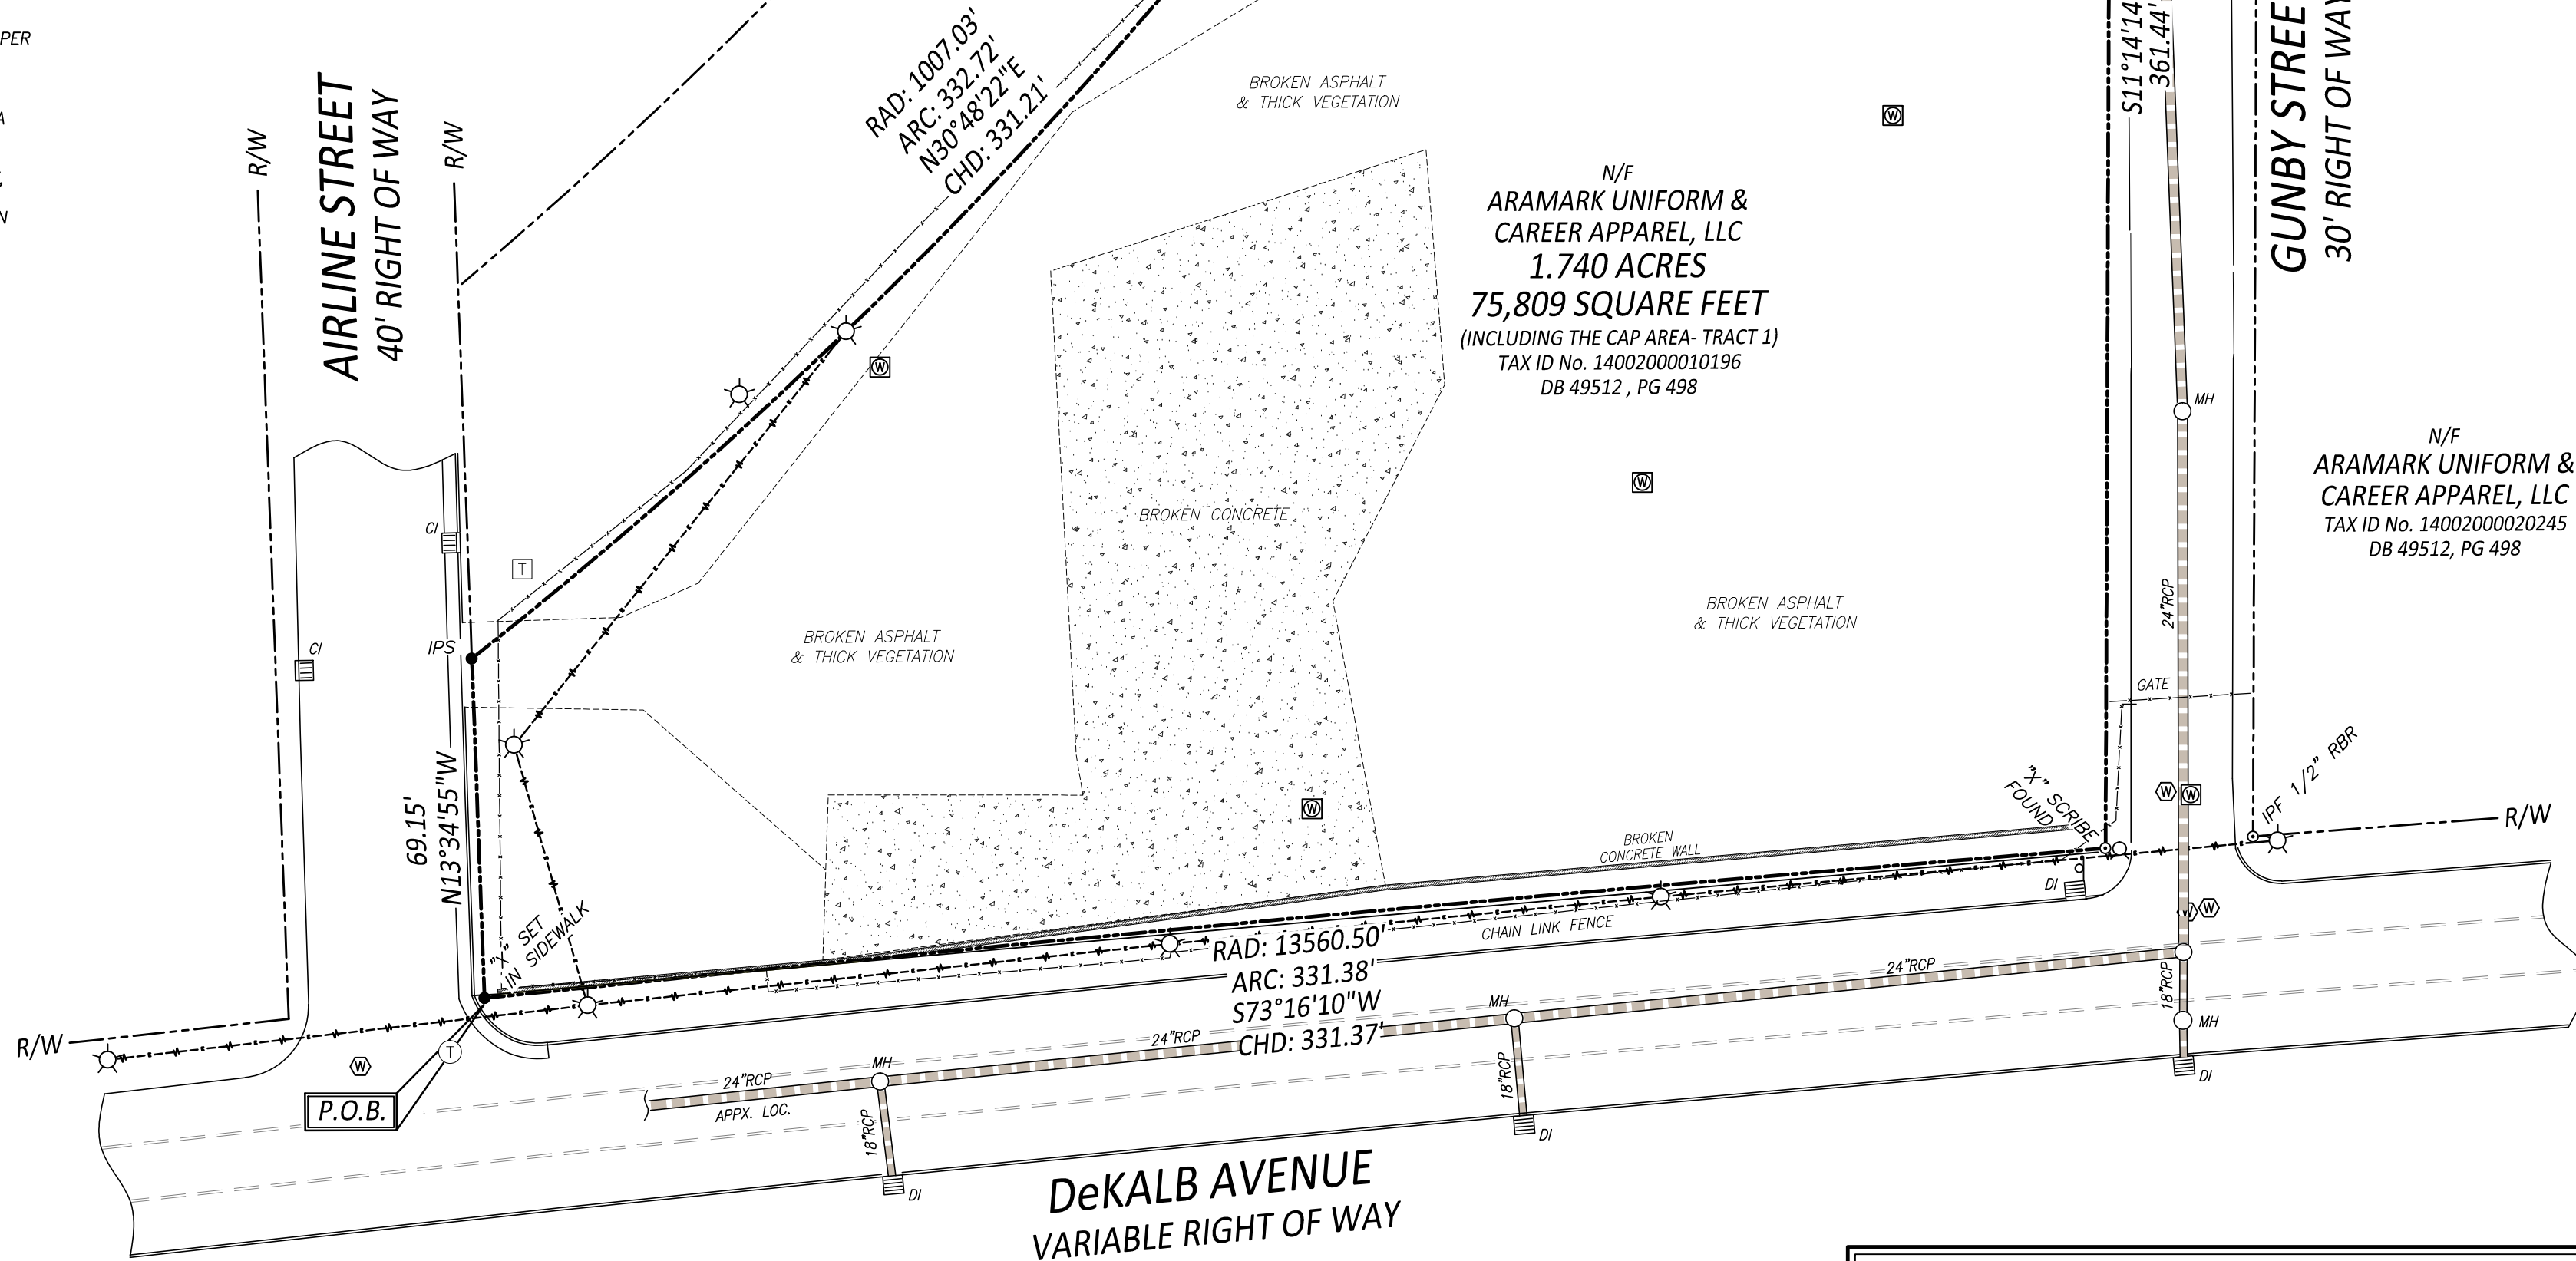 PER
A
N
AIRLINE STREET
40' RIGHT OF WAY
R/W
R/W
RAD: 1007.03'
ARC: 332.72'
N30°48'22"E
CHD: 331.21'
BROKEN ASPHALT
& THICK VEGETATION
W
N/F
ARAMARK UNIFORM &
CAREER APPAREL, LLC
1.740 ACRES
75,809 SQUARE FEET
(INCLUDING THE CAP AREA- TRACT 1)
TAX ID No. 14002000010196
DB 49512 , PG 498
S11°14'14
361.44'
GUNBY STREE
30' RIGHT OF WAY
MH
N/F
ARAMARK UNIFORM &
CAREER APPAREL, LLC
TAX ID No. 14002000020245
DB 49512, PG 498
W
W
BROKEN CONCRETE
CI
T
24"RCP
BROKEN ASPHALT
& THICK VEGETATION
BROKEN ASPHALT
& THICK VEGETATION
IPS
CI
GATE
69.15'
N13°34'55"W
"X" SET
IN SIDEWALK
W
BROKEN
CONCRETE WALL
"X" SCRIBE
FOUND
W
W
IPF 1/2" RBR
R/W
DI
W
W
CHAIN LINK FENCE
RAD: 13560.50'
ARC: 331.38'
S73°16'10"W
CHD: 331.37'
R/W
T
W
P.O.B.
24"RCP
APPX. LOC.
MH
24"RCP
MH
24"RCP
18"RCP
MH
18"RCP
DI
18"RCP
DI
DI
DeKALB AVENUE
VARIABLE RIGHT OF WAY